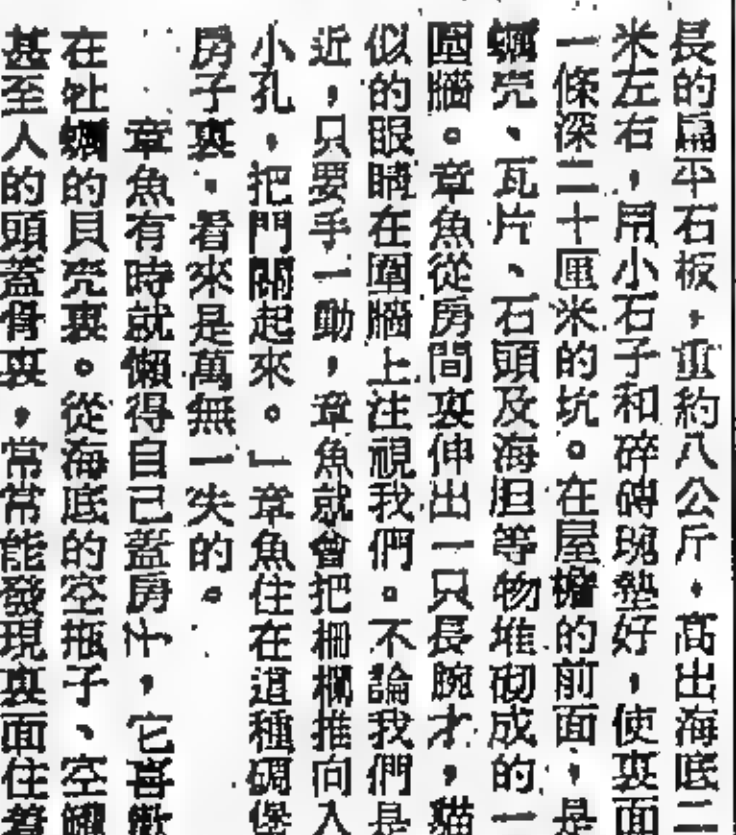 長的扁平石板，重約八公斤，高出海底二
米左右，用小石子和碎磚塊墊好，使裏面
一條深二十厘米的坑。在屋檐的前面，是
蠣壳、瓦片、石頭及海胆等物堆砌成的一
圍牆。章魚從房間裏伸出一只長腕才，貓
似的眼睛在圍牆上注視我們。不論我們是
近，只要手一動，章魚就會把柵欄推向入
小孔，把門關起來。」章魚住在這種碉堡
房子裏，看來是萬無一失的。
章魚有時就懶得自己蓋房子，它喜歡
在牡蠣的貝壳裏。從海底的空瓶子、空罐
甚至人的頭蓋骨裏，常常能發現裏面住着